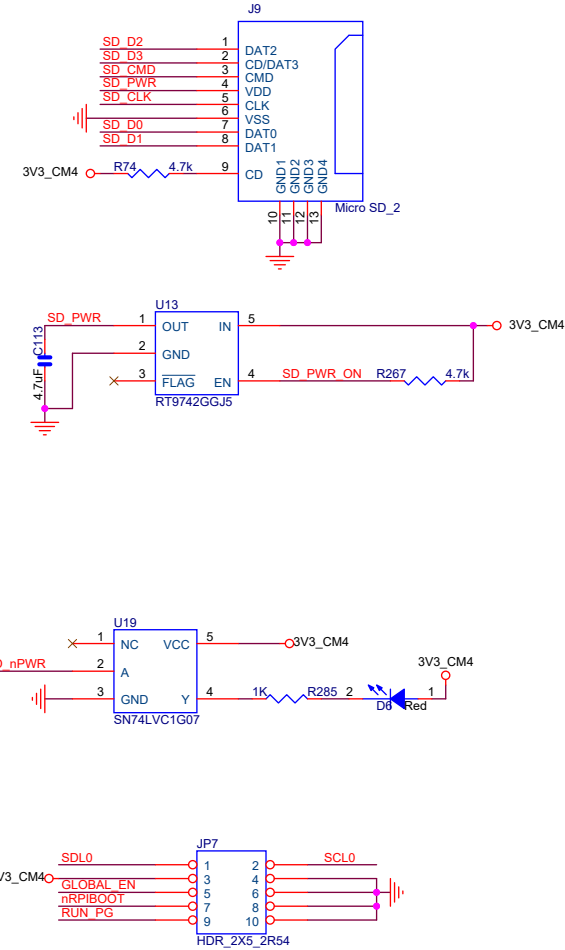 J9
SD_D2 1 DAT2
SD_D3 2 CD/DAT3
SD_CMD 3 CMD
SD_PWR 4 VDD
SD_CLK 5 CLK
6 VSS
SD_D0 7 DAT0
SD_D1 8 DAT1
3V3_CM4 R74 4.7k 9 CD
GND1 GND2 GND3 GND4
10 11 12 13
Micro SD_2
U13
SD_PWR 1 OUT IN 5 3V3_CM4
C113 4.7uF
2 GND
3 FLAG EN 4 SD_PWR_ON R267 4.7k
RT9742GGJ5
U19
1 NC VCC 5 3V3_CM4
_nPWR 2 A
3 GND Y 4 1K R285 2 D6 Red 1 3V3_CM4
SN74LVC1G07
JP7
SDL0 1 2 SCL0
V3_CM4 3 4
GLOBAL_EN 5 6
nRPIBOOT 7 8
RUN_PG 9 10
HDR_2X5_2R54